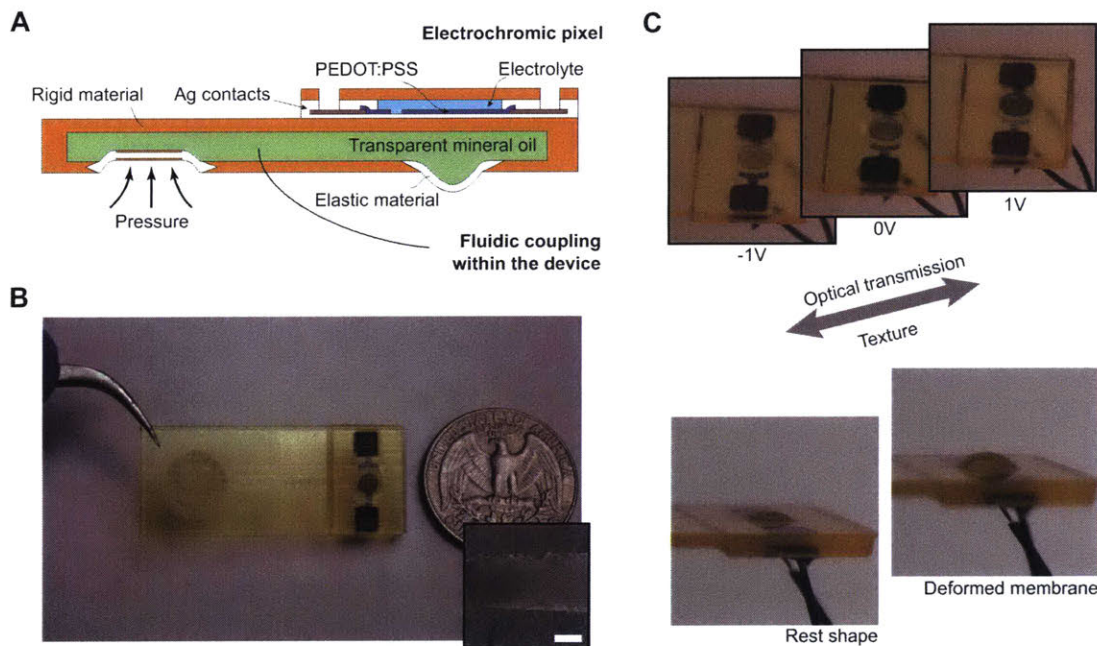 A
Electrochromic pixel
PEDOT:PSS
Electrolyte
Rigid material
Ag contacts
Transparent mineral oil
Elastic material
Pressure
Fluidic coupling
within the device
B
C
-1V
0V
1V
Optical transmission
Texture
Rest shape
Deformed membrane